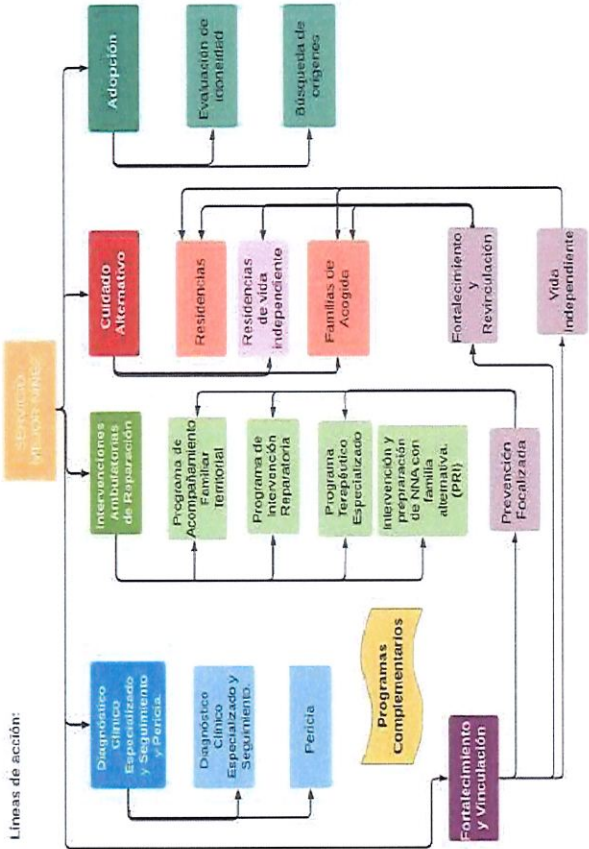 Líneas de acción:
SERVICIO
MEJOR NIÑEZ
Diagnóstico
Clínico
Especializado
y Seguimiento
y Pericia.
Diagnóstico
Clínico
Especializado y
Seguimiento.
Pericia
Intervenciones
Ambulatorias
de Reparación
Programa de
Acompañamiento
Familiar
Territorial
Programa de
Intervención
Reparatoria
Programa
Terapéutico
Especializado
Intervención y
prepraración
de NNA con
familia
alternativa.
(PRI)
Cuidado
Alternativo
Residencias
Residencias
de vida
independiente
Familias de
Acogida
Adopción
Evaluación de
idoneidad
Búsqueda de
orígenes
Programas
Complementarios
Fortalecimiento
y Vinculación
Prevención
Focalizada
Fortalecimiento
y
Revinculación
Vida
Independiente